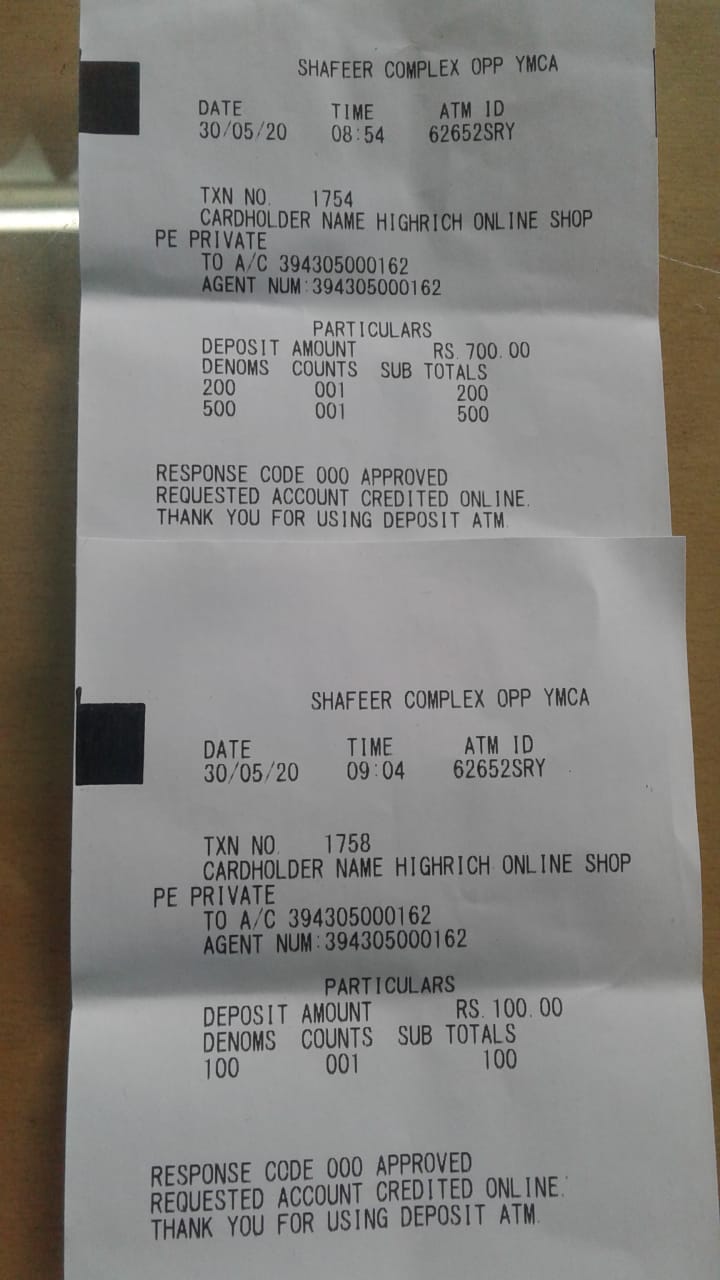 SHAFEER COMPLEX OPP YMCA
DATE TIME ATM ID
30/05/20 08:54 62652SRY
TXN NO. 1754
CARDHOLDER NAME HIGHRICH ONLINE SHOP
PE PRIVATE
TO A/C 394305000162
AGENT NUM:394305000162
PARTICULARS
DEPOSIT AMOUNT RS.700.00
DENOMS COUNTS SUB TOTALS
200 001 200
500 001 500
RESPONSE CODE 000 APPROVED
REQUESTED ACCOUNT CREDITED ONLINE.
THANK YOU FOR USING DEPOSIT ATM.
SHAFEER COMPLEX OPP YMCA
DATE TIME ATM ID
30/05/20 09:04 62652SRY
TXN NO. 1758
CARDHOLDER NAME HIGHRICH ONLINE SHOP
PE PRIVATE
TO A/C 394305000162
AGENT NUM:394305000162
PARTICULARS
DEPOSIT AMOUNT RS.100.00
DENOMS COUNTS SUB TOTALS
100 001 100
RESPONSE CODE 000 APPROVED
REQUESTED ACCOUNT CREDITED ONLINE.
THANK YOU FOR USING DEPOSIT ATM.